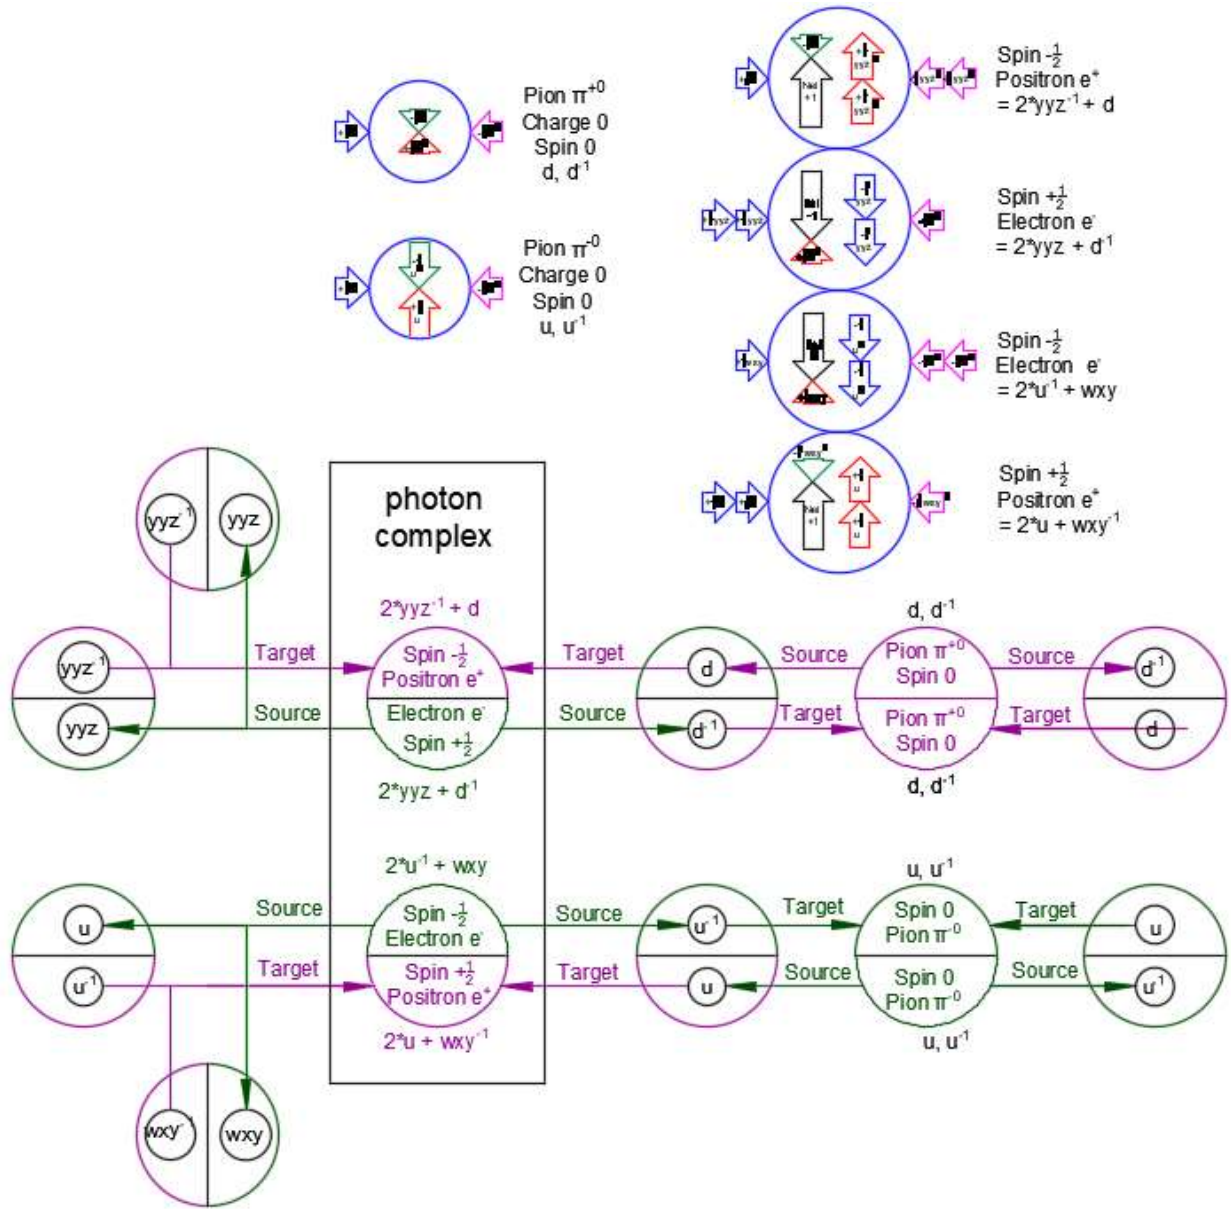 Pion π⁺⁰
Charge 0
Spin 0
d, d⁻¹
Pion π⁻⁰
Charge 0
Spin 0
u, u⁻¹
Spin -½
Positron e⁺
= 2*yyz⁻¹ + d
Spin +½
Electron e⁻
= 2*yyz + d⁻¹
Spin -½
Electron e⁻
= 2*u⁻¹ + wxy
Spin +½
Positron e⁺
= 2*u + wxy⁻¹
photon
complex
yyz⁻¹
yyz
2*yyz⁻¹ + d
d, d⁻¹
yyz⁻¹
Target
Spin -½
Positron e⁺
Target
d
Source
Pion π⁺⁰
Spin 0
Source
d⁻¹
yyz
Source
Electron e⁻
Spin +½
Source
d⁻¹
Target
Pion π⁺⁰
Spin 0
Target
d
2*yyz + d⁻¹
d, d⁻¹
2*u⁻¹ + wxy
u, u⁻¹
u
Source
Spin -½
Electron e⁻
Source
u⁻¹
Target
Spin 0
Pion π⁻⁰
Target
u
u⁻¹
Target
Spin +½
Positron e⁺
Target
u
Source
Spin 0
Pion π⁻⁰
Source
u⁻¹
2*u + wxy⁻¹
u, u⁻¹
wxy⁻¹
wxy